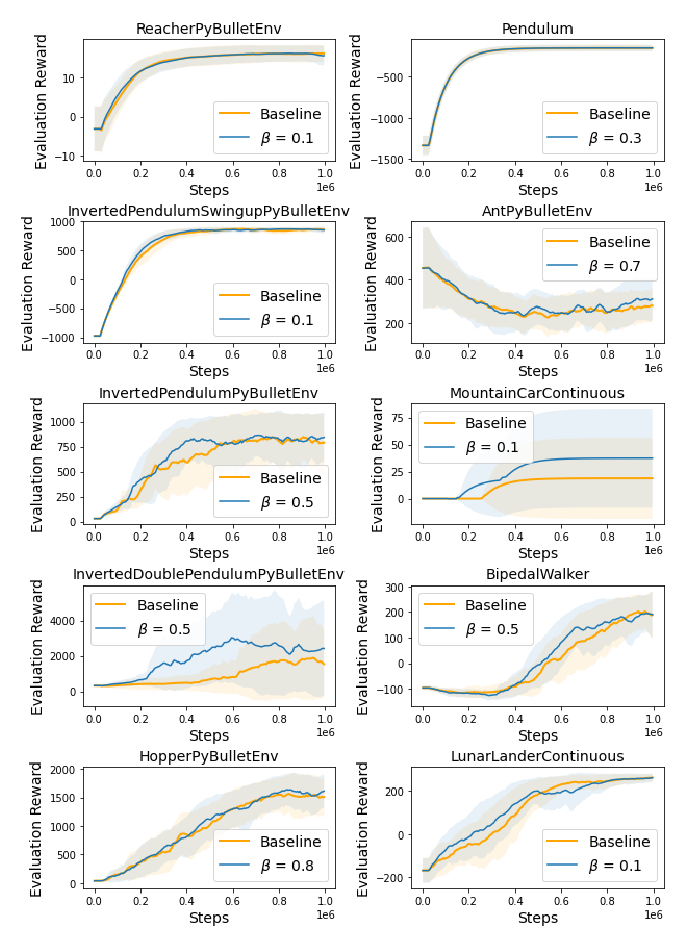 ReacherPyBulletEnv
Evaluation Reward
10
0
−10
Baseline
β = 0.1
0.0 0.2 0.4 0.6 0.8 1.0
1e6
Steps
Pendulum
Evaluation Reward
−500
−1000
−1500
Baseline
β = 0.3
0.0 0.2 0.4 0.6 0.8 1.0
1e6
Steps
InvertedPendulumSwingupPyBulletEnv
Evaluation Reward
1000
500
0
−500
−1000
Baseline
β = 0.1
0.0 0.2 0.4 0.6 0.8 1.0
1e6
Steps
AntPyBulletEnv
Evaluation Reward
600
400
200
Baseline
β = 0.7
0.0 0.2 0.4 0.6 0.8 1.0
1e6
Steps
InvertedPendulumPyBulletEnv
Evaluation Reward
1000
750
500
250
0
Baseline
β = 0.5
0.0 0.2 0.4 0.6 0.8 1.0
1e6
Steps
MountainCarContinuous
Evaluation Reward
75
50
25
0
Baseline
β = 0.1
0.0 0.2 0.4 0.6 0.8 1.0
1e6
Steps
InvertedDoublePendulumPyBulletEnv
Evaluation Reward
4000
2000
0
Baseline
β = 0.5
0.0 0.2 0.4 0.6 0.8 1.0
1e6
Steps
BipedalWalker
Evaluation Reward
300
200
100
0
−100
Baseline
β = 0.5
0.0 0.2 0.4 0.6 0.8 1.0
1e6
Steps
HopperPyBulletEnv
Evaluation Reward
2000
1500
1000
500
0
Baseline
β = 0.8
0.0 0.2 0.4 0.6 0.8 1.0
1e6
Steps
LunarLanderContinuous
Evaluation Reward
200
0
−200
Baseline
β = 0.1
0.0 0.2 0.4 0.6 0.8 1.0
1e6
Steps